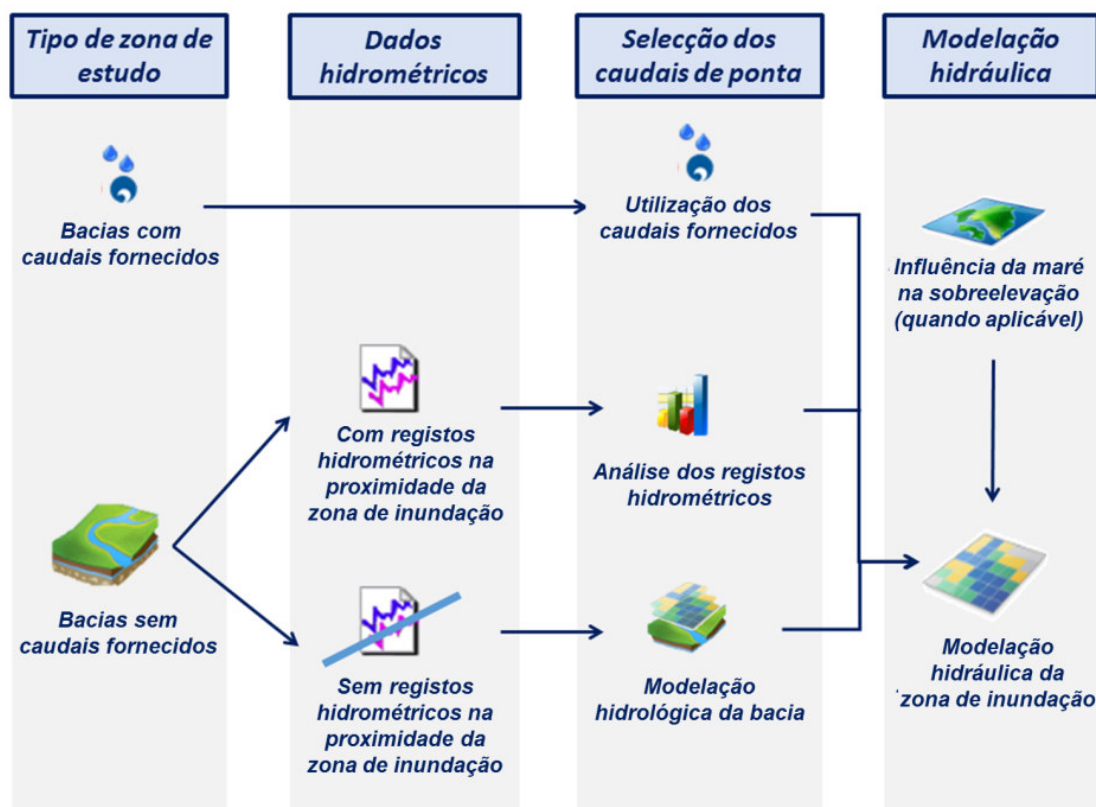 Tipo de zona de
estudo
Dados
hidrométricos
Selecção dos
caudais de ponta
Modelação
hidráulica
Bacias com
caudais fornecidos
Utilização dos
caudais fornecidos
Influência da maré
na sobreelevação
(quando aplicável)
Com registos
hidrométricos na
proximidade da
zona de inundação
Análise dos registos
hidrométricos
Bacias sem
caudais fornecidos
Sem registos
hidrométricos na
proximidade da
zona de inundação
Modelação
hidrológica da bacia
Modelação
hidráulica da
zona de inundação